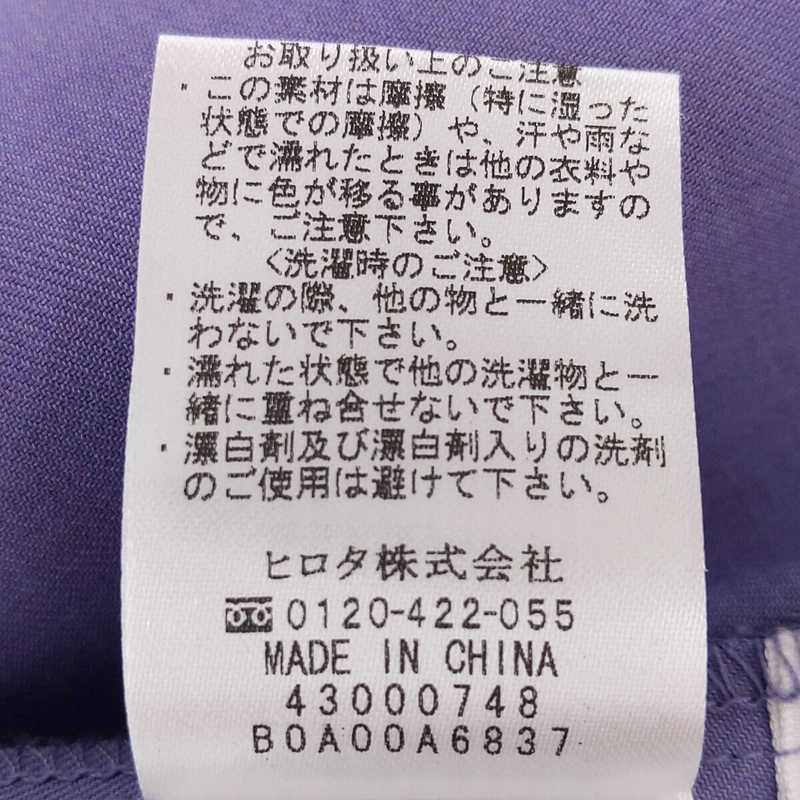 お取り扱い上のご注意
・この素材は摩擦（特に湿った
状態での摩擦）や、汗や雨な
どで濡れたときは他の衣料や
物に色が移る事がありますの
で、ご注意下さい。
〈洗濯時のご注意〉
・洗濯の際、他の物と一緒に洗
わないで下さい。
・濡れた状態で他の洗濯物と一
緒に重ね合せないで下さい。
・漂白剤及び漂白剤入りの洗剤
のご使用は避けて下さい。
ヒロタ株式会社
0120-422-055
MADE IN CHINA
43000748
B0A00A6837